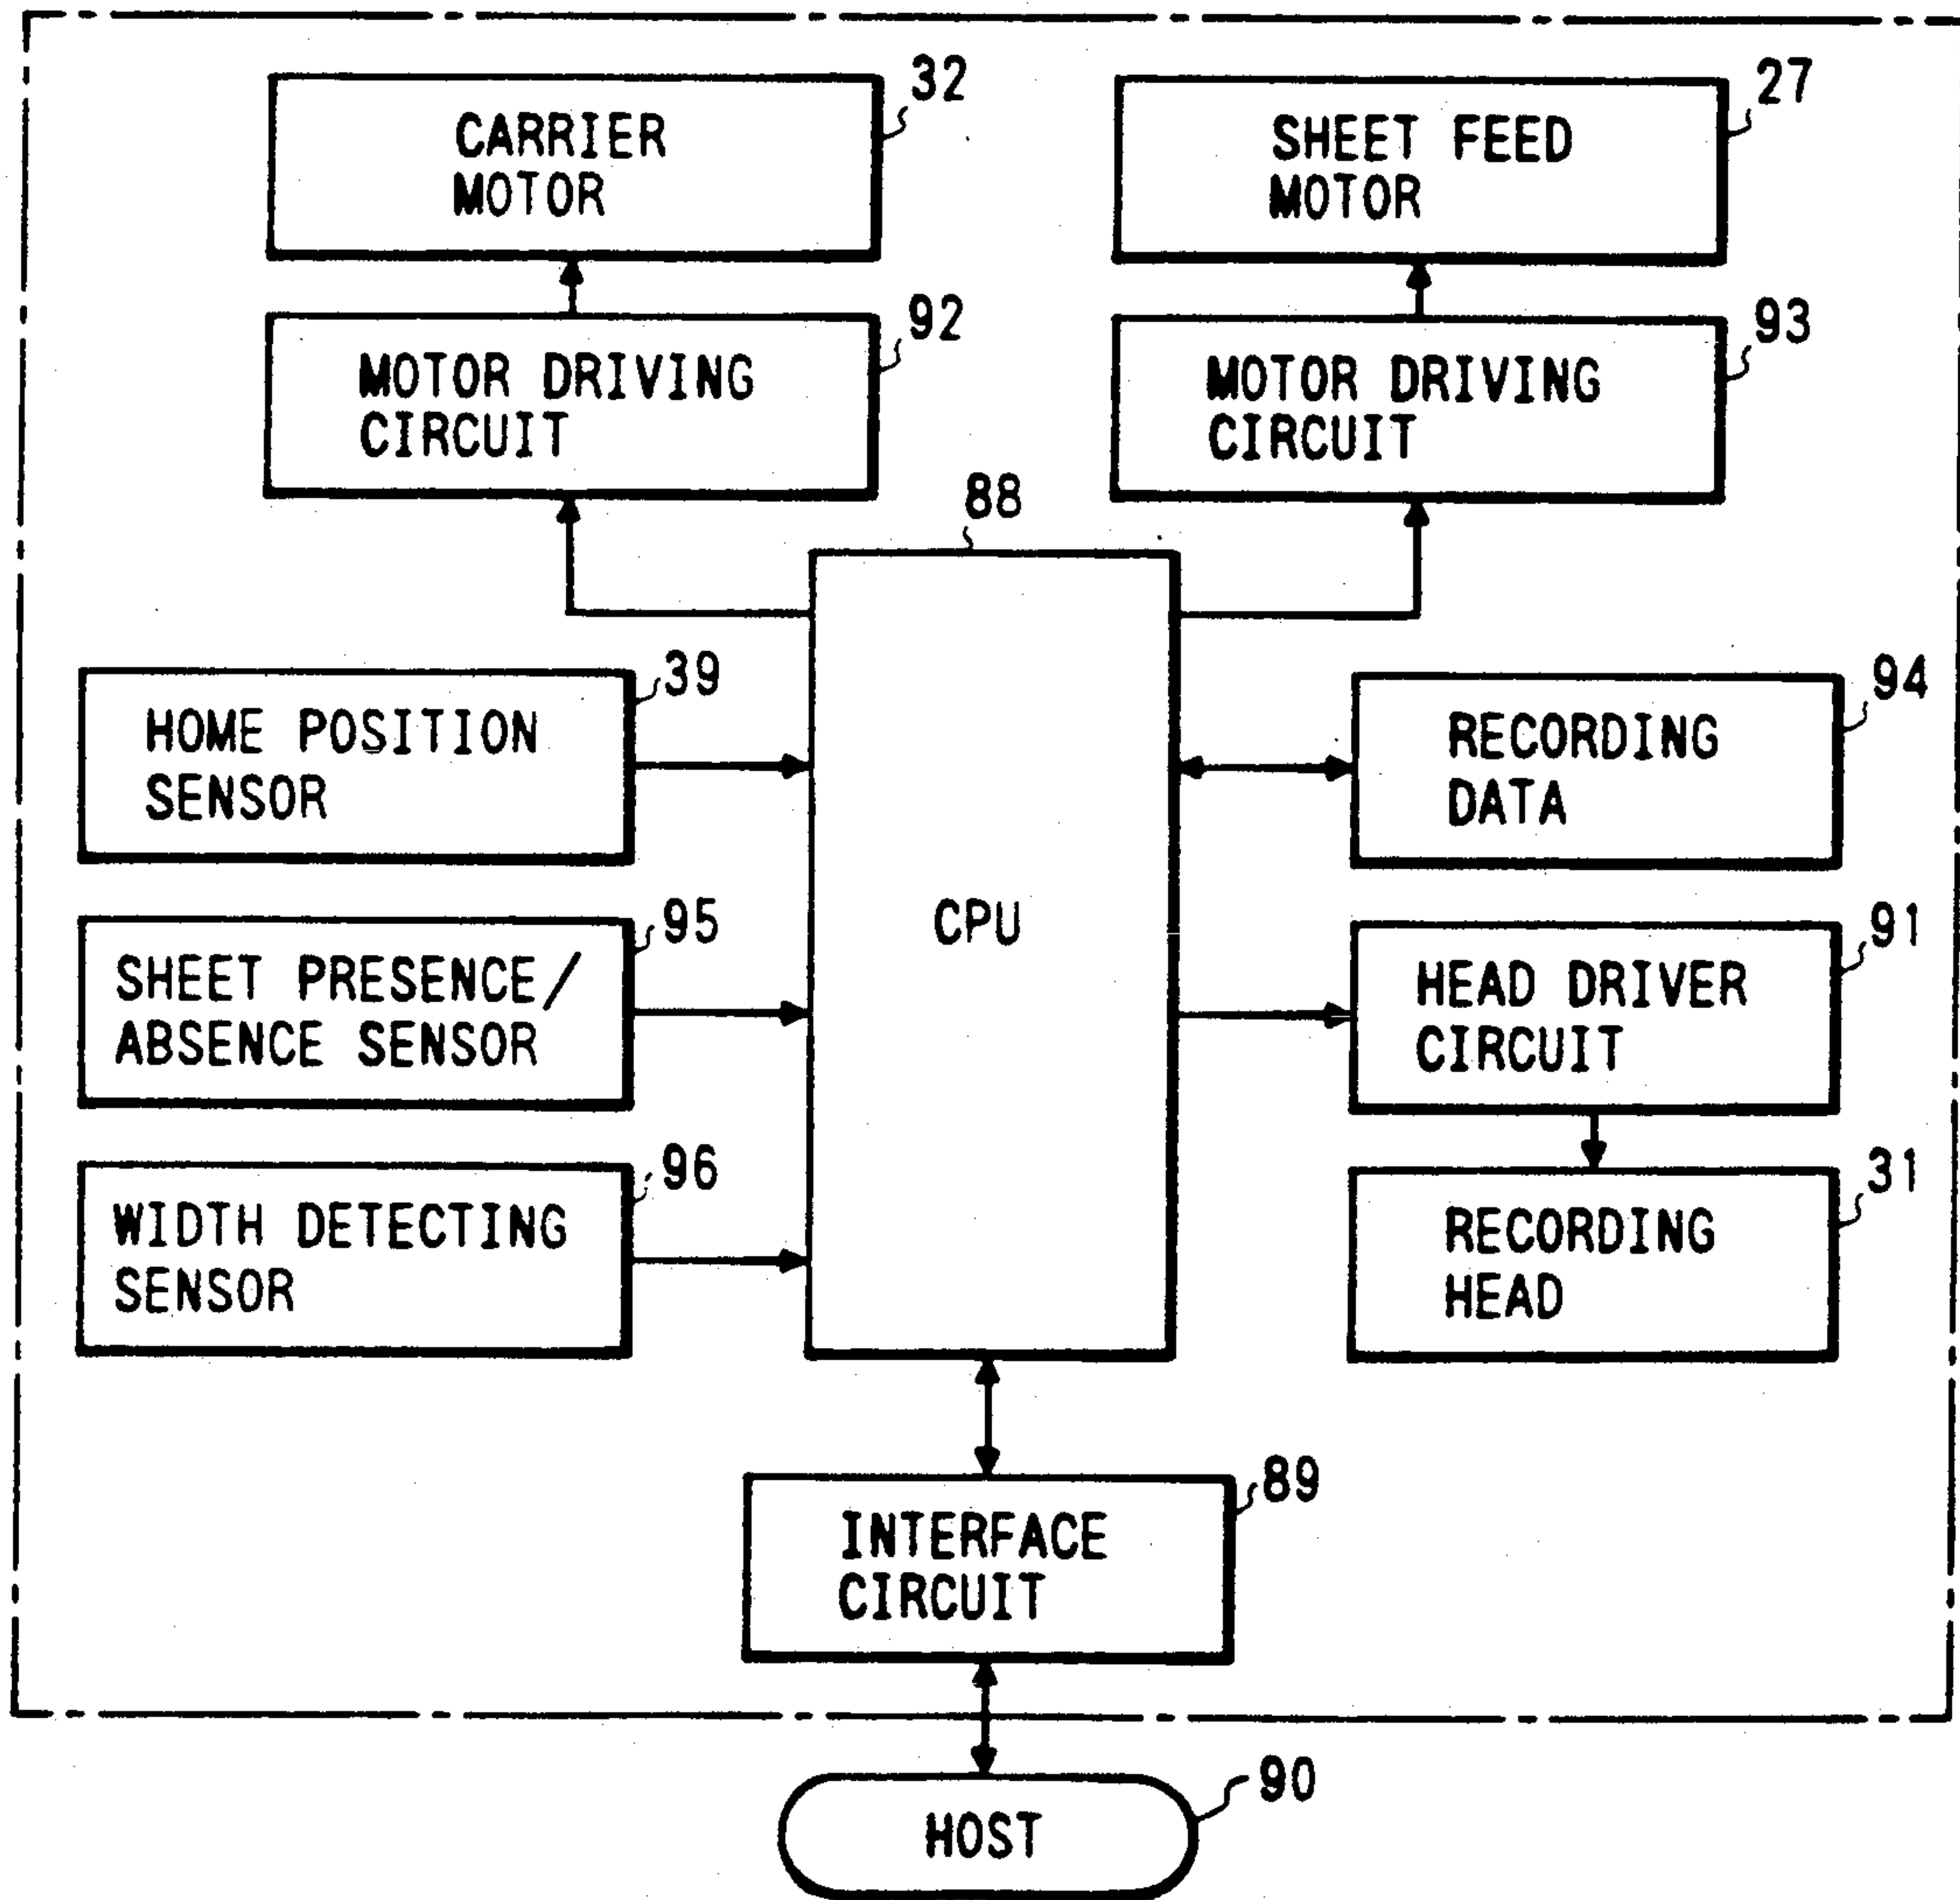 32
CARRIER
MOTOR
27
SHEET FEED
MOTOR
92
MOTOR DRIVING
CIRCUIT
93
MOTOR DRIVING
CIRCUIT
88
CPU
39
HOME POSITION
SENSOR
94
RECORDING
DATA
95
SHEET PRESENCE/
ABSENCE SENSOR
91
HEAD DRIVER
CIRCUIT
96
WIDTH DETECTING
SENSOR
31
RECORDING
HEAD
89
INTERFACE
CIRCUIT
90
HOST